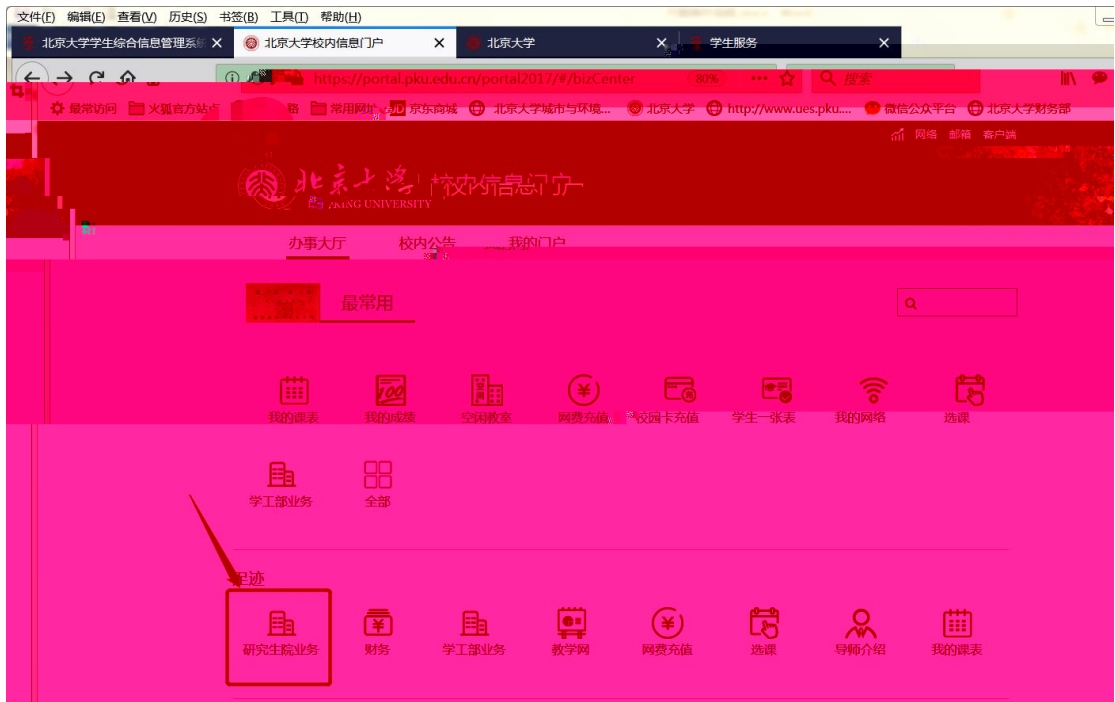 文件(F) 编辑(E) 查看(V) 历史(S) 书签(B) 工具(T) 帮助(H)
北京大学学生综合信息管理系统 北京大学校内信息门户 北京大学 学生服务
https://portal.pku.edu.cn/portal2017/#/bizCenter 80% 搜索
最常访问 火狐官方站点 常用网址 JD 京东商城 北京大学城市与环境... 北京大学 http://www.ues.pku.... 微信公众平台 北京大学财务部
网络 邮箱 客户端
北京大学 校内信息门户
PEKING UNIVERSITY
办事大厅 校内公告 我的门户
最常用
我的课表 我的成绩 空闲教室 网费充值 校园卡充值 学生一张表 我的网络 选课
学工部业务 全部
足迹
研究生院业务 财务 学工部业务 教学网 网费充值 选课 导师介绍 我的课表